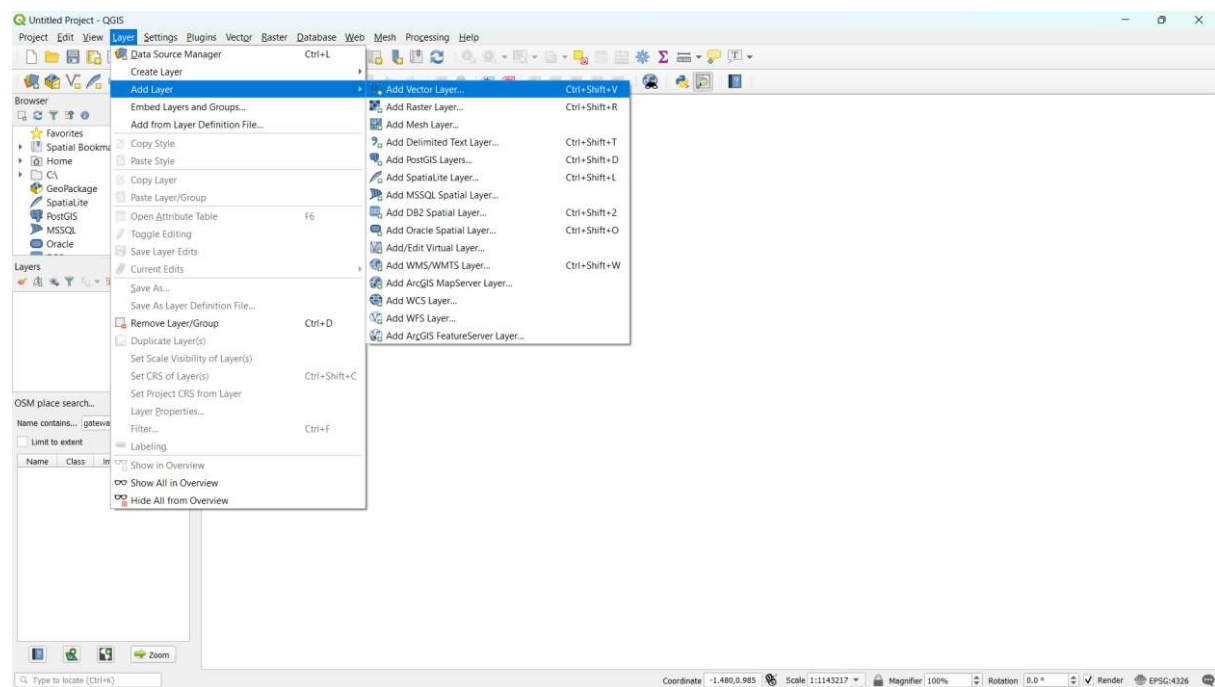 Untitled Project - QGIS
Project Edit View Layer Settings Plugins Vector Raster Database Web Mesh Processing Help
Data Source Manager Ctrl+L
Create Layer
Add Layer
Embed Layers and Groups...
Add from Layer Definition File...
Copy Style
Paste Style
Copy Layer
Paste Layer/Group
Open Attribute Table F6
Toggle Editing
Save Layer Edits
Current Edits
Save As...
Save As Layer Definition File...
Remove Layer/Group Ctrl+D
Duplicate Layer(s)
Set Scale Visibility of Layer(s)
Set CRS of Layer(s) Ctrl+Shift+C
Set Project CRS from Layer
Layer Properties...
Filter... Ctrl+F
Labeling
Show in Overview
Show All in Overview
Hide All from Overview
Add Vector Layer... Ctrl+Shift+V
Add Raster Layer... Ctrl+Shift+R
Add Mesh Layer...
Add Delimited Text Layer... Ctrl+Shift+T
Add PostGIS Layers... Ctrl+Shift+D
Add SpatiaLite Layer... Ctrl+Shift+L
Add MSSQL Spatial Layer...
Add DB2 Spatial Layer... Ctrl+Shift+2
Add Oracle Spatial Layer... Ctrl+Shift+O
Add/Edit Virtual Layer...
Add WMS/WMTS Layer... Ctrl+Shift+W
Add ArcGIS MapServer Layer...
Add WCS Layer...
Add WFS Layer...
Add ArcGIS FeatureServer Layer...
Browser
Favorites
Spatial Bookma
Home
C:\
GeoPackage
SpatiaLite
PostGIS
MSSQL
Oracle
Layers
OSM place search...
Name contains... gatewa
Limit to extent
Name Class
Zoom
Type to locate (Ctrl+K)
Coordinate -1.480,0.985 Scale 1:1143217 Magnifier 100% Rotation 0.0 ° Render EPSG:4326